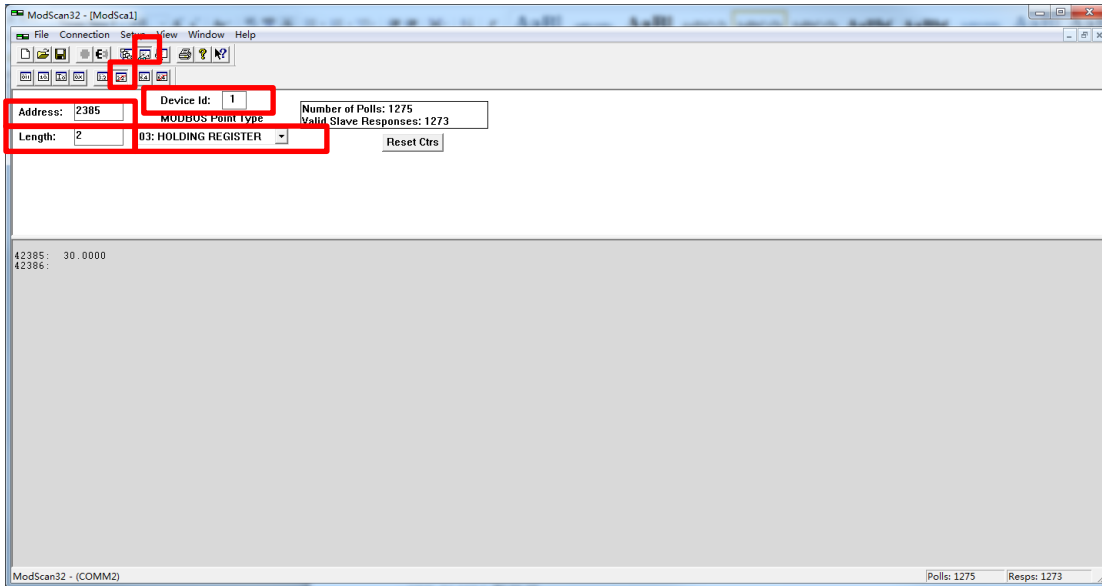 ModScan32 - [ModSca1]
File Connection Setup View Window Help
Address: 2385
Device Id: 1
MODBUS Point Type
Length: 2
03: HOLDING REGISTER
Number of Polls: 1275
Valid Slave Responses: 1273
Reset Ctrs
42385: 30.0000
42386:
ModScan32 - (COMM2)
Polls: 1275
Resps: 1273